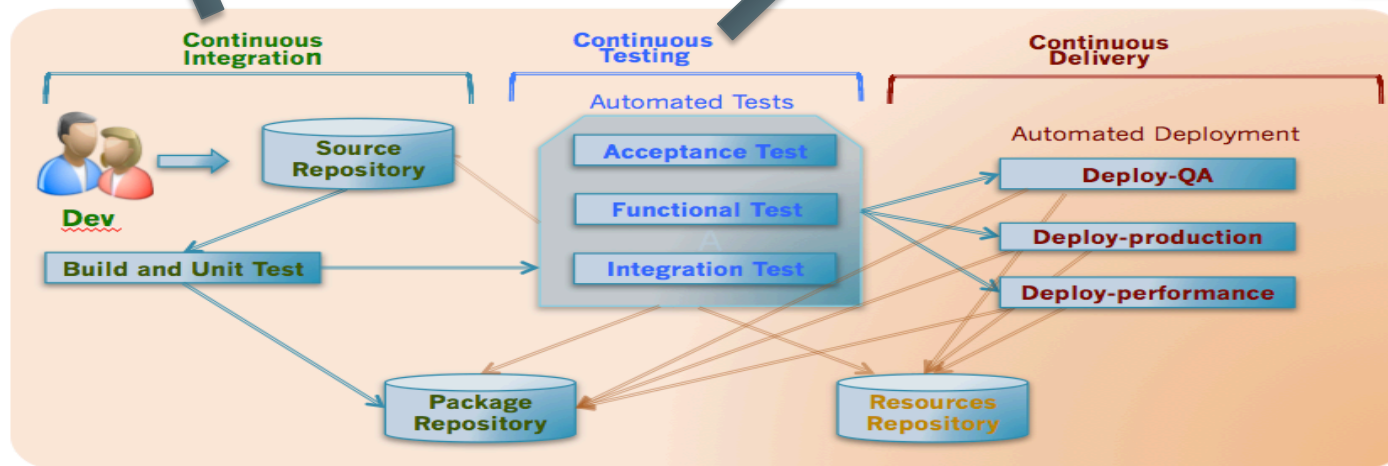 Continuous
Integration
Continuous
Testing
Continuous
Delivery
Automated Tests
Automated Deployment
Source
Repository
Acceptance Test
Deploy-QA
Dev
Functional Test
A
Deploy-production
Build and Unit Test
Integration Test
Deploy-performance
Package
Repository
Resources
Repository